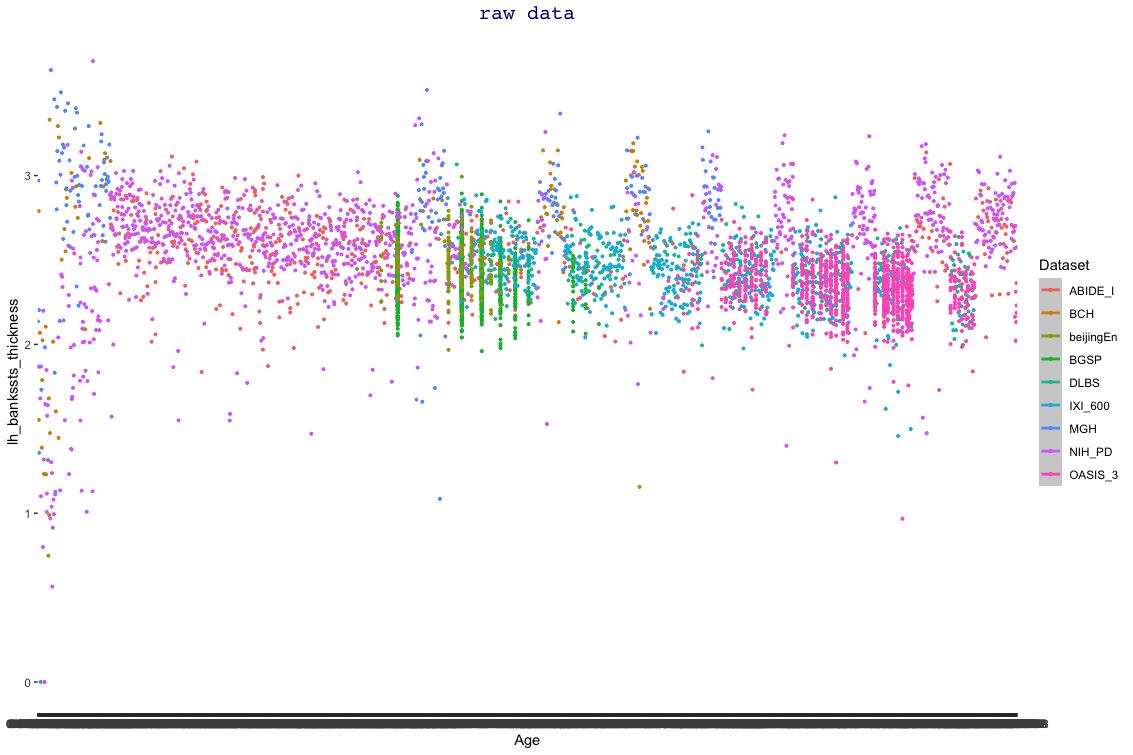 raw data
lh_bankssts_thickness
3
2
1
0
Age
Dataset
ABIDE_I
BCH
beijingEn
BGSP
DLBS
IXI_600
MGH
NIH_PD
OASIS_3